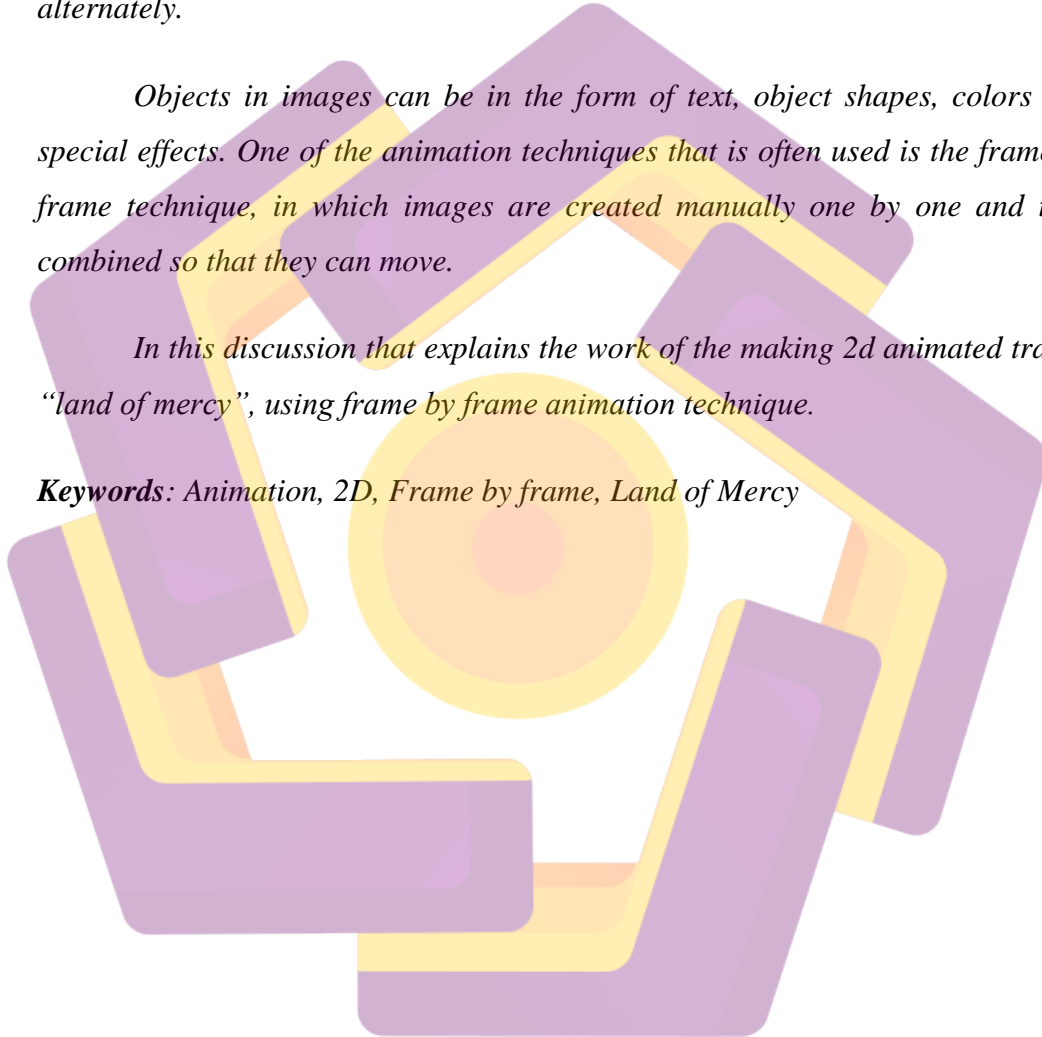 alternately.
Objects in images can be in the form of text, object shapes, colors
special effects. One of the animation techniques that is often used is the frame
frame technique, in which images are created manually one by one and
combined so that they can move.
In this discussion that explains the work of the making 2d animated
“land of mercy”, using frame by frame animation technique.
Keywords: Animation, 2D, Frame by frame, Land of Mercy